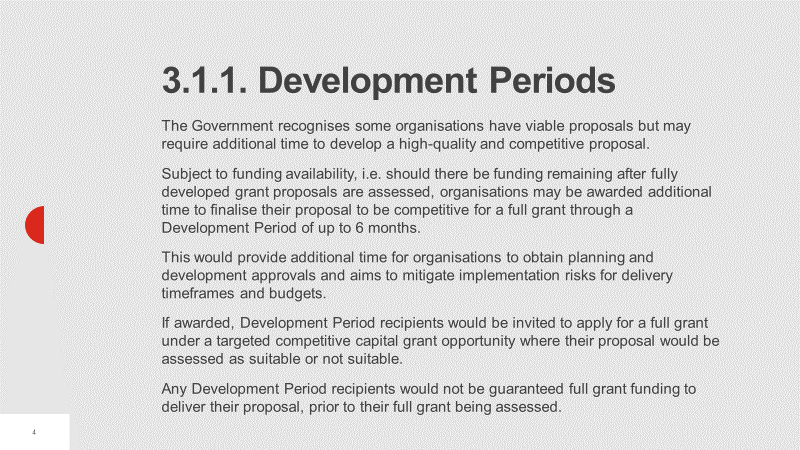 3.1.1. Development Periods
The Government recognises some organisations have viable proposals but may
require additional time to develop a high-quality and competitive proposal.
Subject to funding availability, i.e. should there be funding remaining after fully
developed grant proposals are assessed, organisations may be awarded additional
time to finalise their proposal to be competitive for a full grant through a
Development Period of up to 6 months.
This would provide additional time for organisations to obtain planning and
development approvals and aims to mitigate implementation risks for delivery
timeframes and budgets.
If awarded, Development Period recipients would be invited to apply for a full grant
under a targeted competitive capital grant opportunity where their proposal would be
assessed as suitable or not suitable.
Any Development Period recipients would not be guaranteed full grant funding to
deliver their proposal, prior to their full grant being assessed.
4